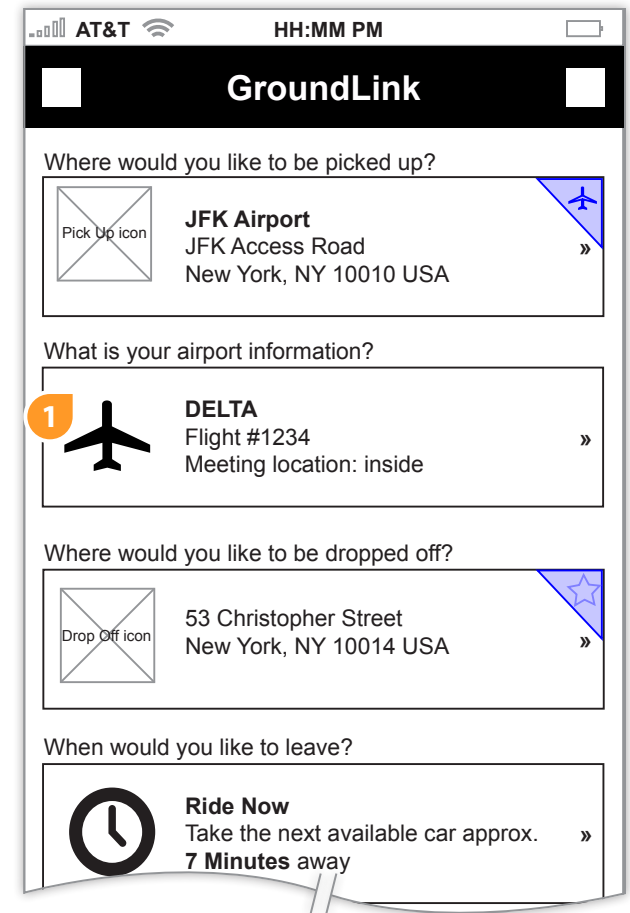 AT&T HH:MM PM
GroundLink
Where would you like to be picked up?
Pick Up icon
JFK Airport
JFK Access Road
New York, NY 10010 USA
»
What is your airport information?
1
DELTA
Flight #1234
Meeting location: inside
»
Where would you like to be dropped off?
Drop Off icon
53 Christopher Street
New York, NY 10014 USA
»
When would you like to leave?
Ride Now
Take the next available car approx.
7 Minutes away
»